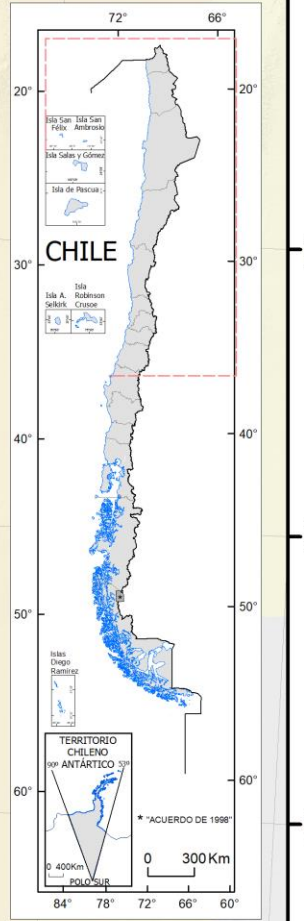 72° 66°
20° 20°
Isla San Félix
Isla San Ambrosio
Isla Salas y Gómez
Isla de Pascua
CHILE
30° 30°
Isla A. Selkirk
Isla Robinson Crusoe
40° 40°
50° 50°
Islas Diego Ramírez
TERRITORIO
CHILENO
ANTÁRTICO
90° 53°
60° 60°
* "ACUERDO DE 1998"
0 400Km
POLO SUR
0 300 Km
84° 78° 72° 66° 60°